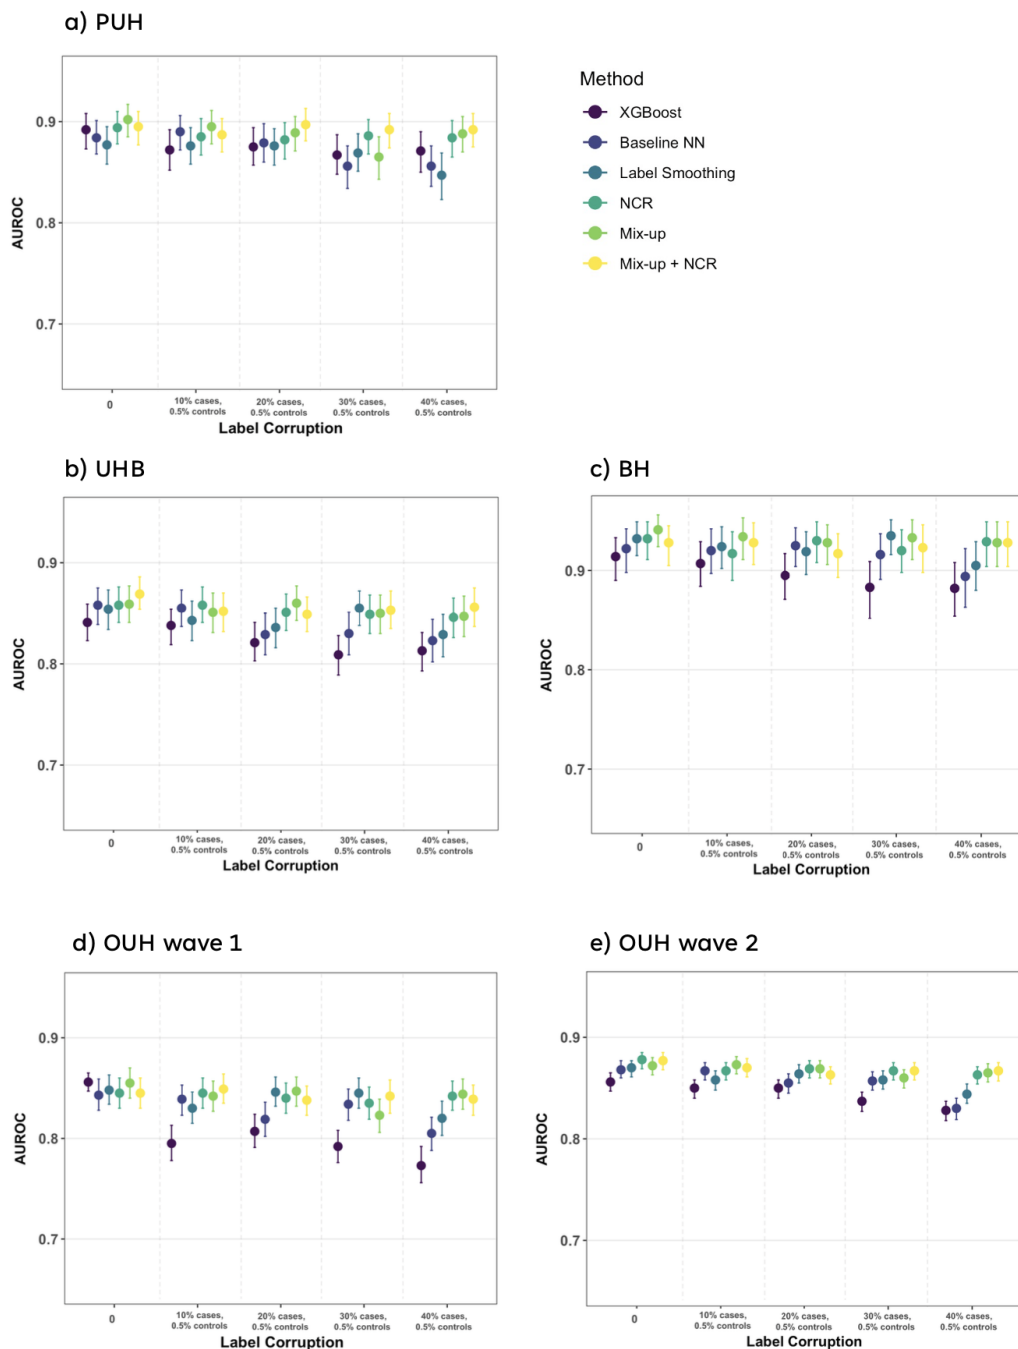 a) PUH
0.9
0.8
0.7
AUROC
0
10% cases,
0.5% controls
20% cases,
0.5% controls
30% cases,
0.5% controls
40% cases,
0.5% controls
Label Corruption
Method
XGBoost
Baseline NN
Label Smoothing
NCR
Mix-up
Mix-up + NCR
b) UHB
0.9
0.8
0.7
AUROC
0
10% cases,
0.5% controls
20% cases,
0.5% controls
30% cases,
0.5% controls
40% cases,
0.5% controls
Label Corruption
c) BH
0.9
0.8
0.7
AUROC
0
10% cases,
0.5% controls
20% cases,
0.5% controls
30% cases,
0.5% controls
40% cases,
0.5% controls
Label Corruption
d) OUH wave 1
0.9
0.8
0.7
AUROC
0
10% cases,
0.5% controls
20% cases,
0.5% controls
30% cases,
0.5% controls
40% cases,
0.5% controls
Label Corruption
e) OUH wave 2
0.9
0.8
0.7
AUROC
0
10% cases,
0.5% controls
20% cases,
0.5% controls
30% cases,
0.5% controls
40% cases,
0.5% controls
Label Corruption